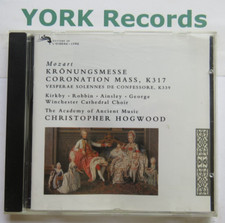 YORK Records
Mozart
KRÖNUNGSMESSE
CORONATION MASS, K317
VESPERAE SOLENNES DE CONFESSORE, K339
Kirkby · Robbin · Ainsley · George
Winchester Cathedral Choir
The Academy of Ancient Music
CHRISTOPHER HOGWOOD